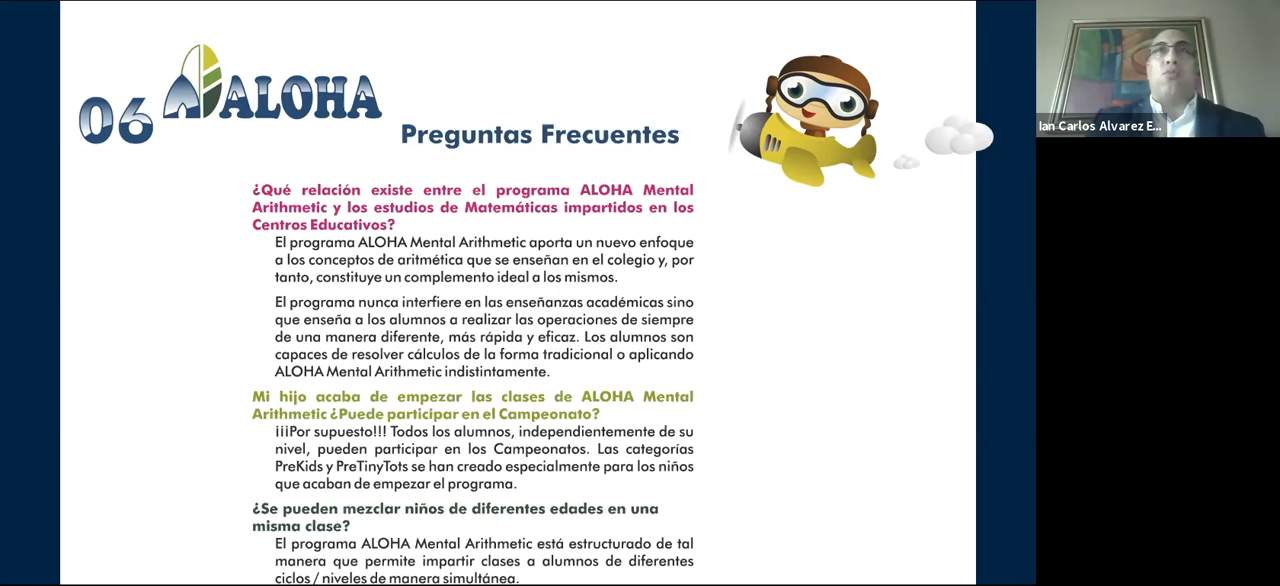 06 ALOHA
Preguntas Frecuentes
¿Qué relación existe entre el programa ALOHA Mental
Arithmetic y los estudios de Matemáticas impartidos en los
Centros Educativos?
El programa ALOHA Mental Arithmetic aporta un nuevo enfoque
a los conceptos de aritmética que se enseñan en el colegio y, por
tanto, constituye un complemento ideal a los mismos.
El programa nunca interfiere en las enseñanzas académicas sino
que enseña a los alumnos a realizar las operaciones de siempre
de una manera diferente, más rápida y eficaz. Los alumnos son
capaces de resolver cálculos de la forma tradicional o aplicando
ALOHA Mental Arithmetic indistintamente.
Mi hijo acaba de empezar las clases de ALOHA Mental
Arithmetic ¿Puede participar en el Campeonato?
¡¡¡Por supuesto!!! Todos los alumnos, independientemente de su
nivel, pueden participar en los Campeonatos. Las categorías
PreKids y PreTinyTots se han creado especialmente para los niños
que acaban de empezar el programa.
¿Se pueden mezclar niños de diferentes edades en una
misma clase?
El programa ALOHA Mental Arithmetic está estructurado de tal
manera que permite impartir clases a alumnos de diferentes
ciclos / niveles de manera simultánea.
Ian Carlos Alvarez E...